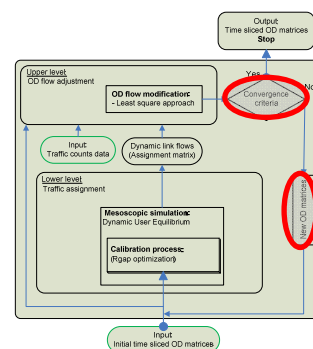 Output:
Time sliced OD matrices
Stop
Upper level:
OD flow adjustment
Yes
No
OD flow modification:
- Least square approach
Convergence
criteria
Input:
Traffic counts data
Dynamic link flows
(Assignment matrix)
Lower level:
Traffic assignment
New OD matrices
Mesoscopic simulation:
Dynamic User Equilibrium
Calibration process:
(Rgap optimization)
Input:
Initial time sliced OD matrices